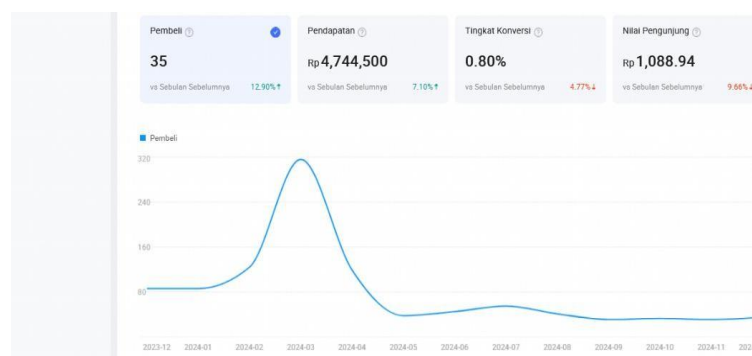 Pembeli
35
vs Sebulan Sebelumnya 12,90%
Pendapatan
Rp 4,744,500
vs Sebulan Sebelumnya 7,10%
Tingkat Konversi
0.80%
vs Sebulan Sebelumnya 4.77%
Nilai Pengunjung
Rp 1,088.94
vs Sebulan Sebelumnya 9.66%
Pembeli
320
240
160
80
2023-12 2024-01 2024-02 2024-03 2024-04 2024-05 2024-06 2024-07 2024-08 2024-09 2024-10 2024-11 202